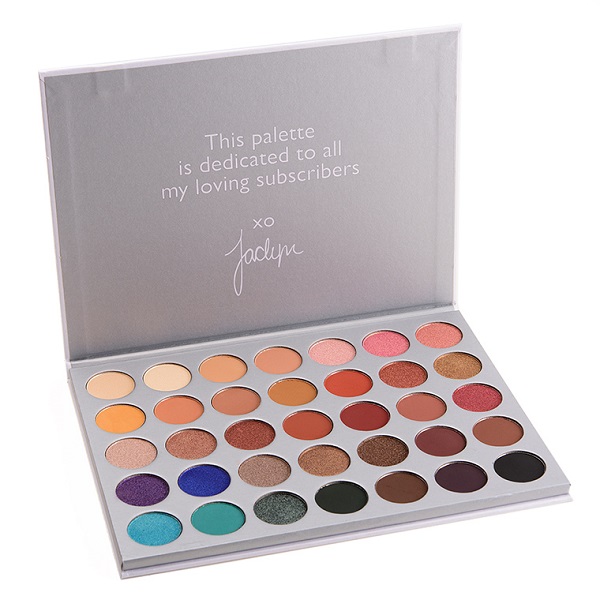 This palette
is dedicated to all
my loving subscribers
xo
Jaclyn